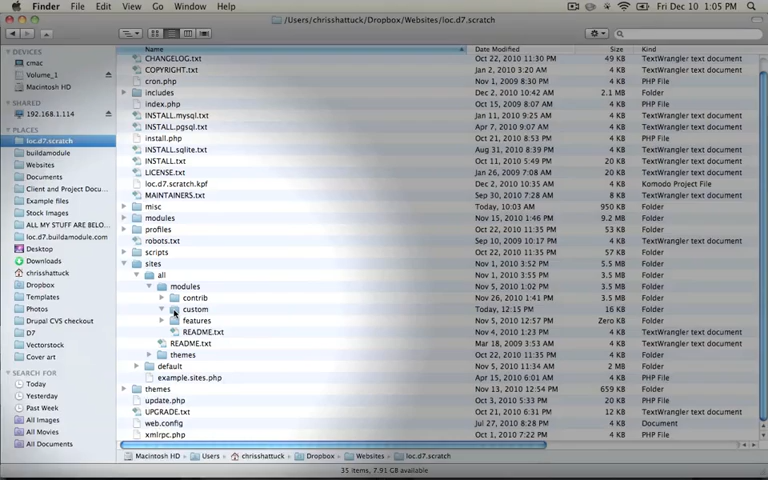 Finder File Edit View Go Window Help Fri Dec 10 1:05 PM
/Users/chrisshattuck/Dropbox/Websites/loc.d7.scratch
Name Date Modified Size Kind
DEVICES
cmac
Volume_1
Macintosh HD
SHARED
192.168.1.114
PLACES
loc.d7.scratch
buildamodule
Websites
Documents
Client and Project Docu...
Example files
Stock Images
ALL MY STUFF ARE BELO...
loc.d7.buildamodule.com
Desktop
Downloads
chrisshattuck
Dropbox
Templates
Photos
Drupal CVS checkout
D7
Vectorstock
Cover art
SEARCH FOR
Today
Yesterday
Past Week
All Images
All Movies
All Documents
CHANGELOG.txt Oct 22, 2010 11:30 PM 49 KB TextWrangler text document
COPYRIGHT.txt Jan 2, 2010 3:20 AM 4 KB TextWrangler text document
cron.php Nov 1, 2009 8:30 PM 4 KB PHP File
includes Dec 2, 2010 10:42 AM 2.1 MB Folder
index.php Oct 15, 2009 8:07 AM 4 KB PHP File
INSTALL.mysql.txt Jan 11, 2010 9:25 AM 4 KB TextWrangler text document
INSTALL.pgsql.txt Apr 7, 2010 9:07 AM 4 KB TextWrangler text document
install.php Oct 21, 2010 8:53 PM 4 KB PHP File
INSTALL.sqlite.txt Aug 31, 2010 8:39 PM 4 KB TextWrangler text document
INSTALL.txt Oct 11, 2010 5:49 PM 20 KB TextWrangler text document
LICENSE.txt Jan 26, 2009 7:08 AM 20 KB TextWrangler text document
loc.d7.scratch.kpf Dec 2, 2010 10:35 AM 4 KB Komodo Project File
MAINTAINERS.txt Sep 30, 2010 7:28 AM 8 KB TextWrangler text document
misc Today, 10:03 AM 950 KB Folder
modules Nov 15, 2010 1:46 PM 9.2 MB Folder
profiles Oct 22, 2010 11:35 PM 53 KB Folder
robots.txt Sep 10, 2009 10:17 PM 4 KB TextWrangler text document
scripts Oct 22, 2010 11:35 PM 57 KB Folder
sites Nov 1, 2010 3:52 PM 5.5 MB Folder
all Nov 1, 2010 3:55 PM 3.5 MB Folder
modules Nov 5, 2010 1:02 PM 3.5 MB Folder
contrib Nov 26, 2010 1:41 PM 3.5 MB Folder
custom Today, 12:15 PM 16 KB Folder
features Nov 5, 2010 12:57 PM Zero KB Folder
README.txt Nov 4, 2010 1:23 PM 4 KB TextWrangler text document
README.txt Mar 18, 2009 3:53 AM 4 KB TextWrangler text document
themes Oct 22, 2010 11:35 PM 4 KB Folder
default Nov 5, 2010 11:34 AM 2 MB Folder
example.sites.php Apr 15, 2010 6:01 AM 4 KB PHP File
themes Nov 13, 2010 12:54 PM 659 KB Folder
update.php Oct 3, 2010 5:33 PM 20 KB PHP File
UPGRADE.txt Oct 21, 2010 6:31 PM 12 KB TextWrangler text document
web.config Jul 27, 2010 8:28 PM 4 KB Document
xmlrpc.php Oct 1, 2010 7:22 PM 4 KB PHP File
Macintosh HD Users chrisshattuck Dropbox Websites loc.d7.scratch
35 items, 7.91 GB available